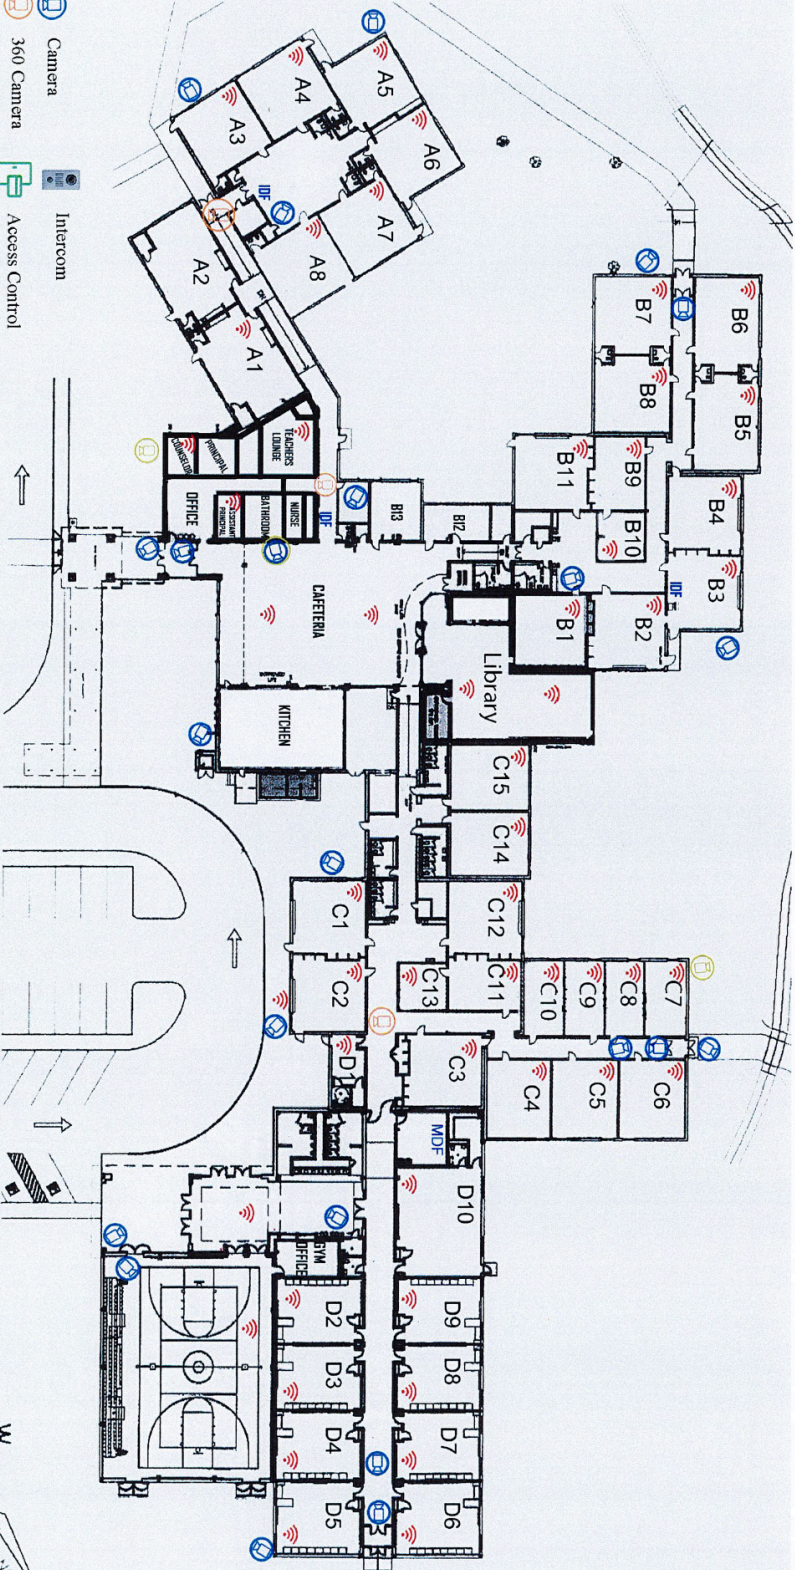 Camera
360 Camera
Intercom
Access Control
A5
A4
A3
A6
A7
A8
IDF
A2
A1
B7
B6
B8
B5
B11
B9
B4
B10
B3
IDF
B13
B12
B1
B2
TEACHERS
LOUNGE
PRINCIPAL
COUNSELOR
OFFICE
ASSISTANT
PRINCIPAL
BATHROOM
NURSE
IDF
CAFETERIA
Library
KITCHEN
C15
C14
C1
C12
C2
C13
C11
C10
C9
C8
C7
C3
C4
C5
C6
D1
MDF
D10
GYM
OFFICE
D2
D9
D3
D8
D4
D7
D5
D6
W